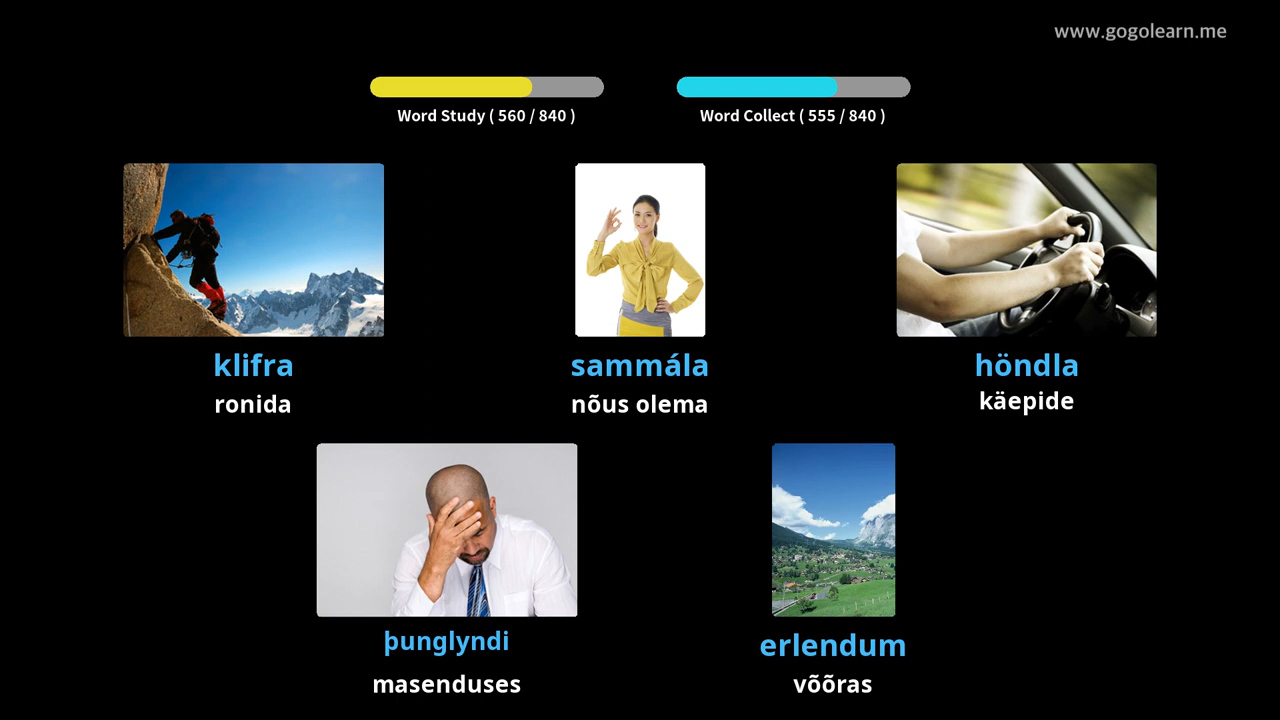 www.gogolearn.me
Word Study ( 560 / 840 )
Word Collect ( 555 / 840 )
klifra
ronida
sammála
nõus olema
höndla
käepide
þunglyndi
masenduses
erlendum
võõras